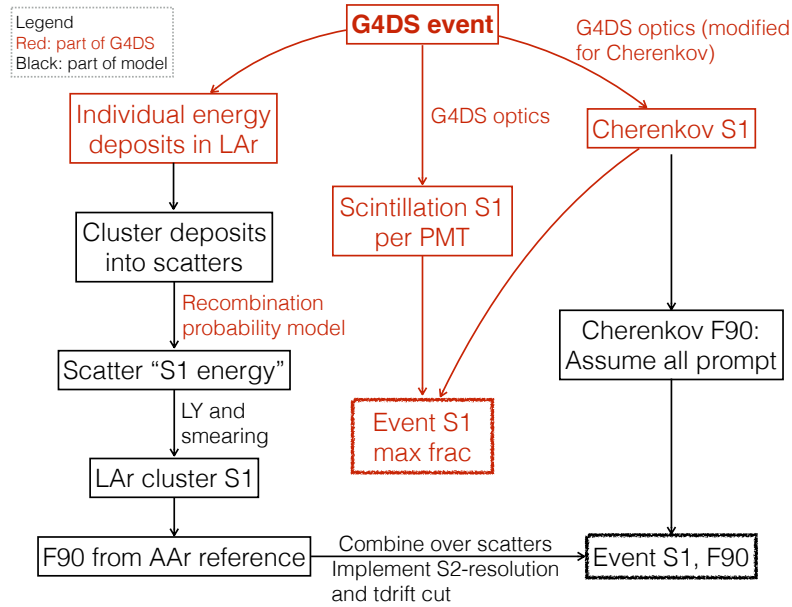 Legend
Red: part of G4DS
Black: part of model
G4DS event
G4DS optics (modified
for Cherenkov)
Individual energy
deposits in LAr
G4DS optics
Cherenkov S1
Scintillation S1
per PMT
Cluster deposits
into scatters
Recombination
probability model
Cherenkov F90:
Assume all prompt
Scatter “S1 energy”
LY and
smearing
Event S1
max frac
LAr cluster S1
F90 from AAr reference
Combine over scatters
Implement S2-resolution
and tdrift cut
Event S1, F90